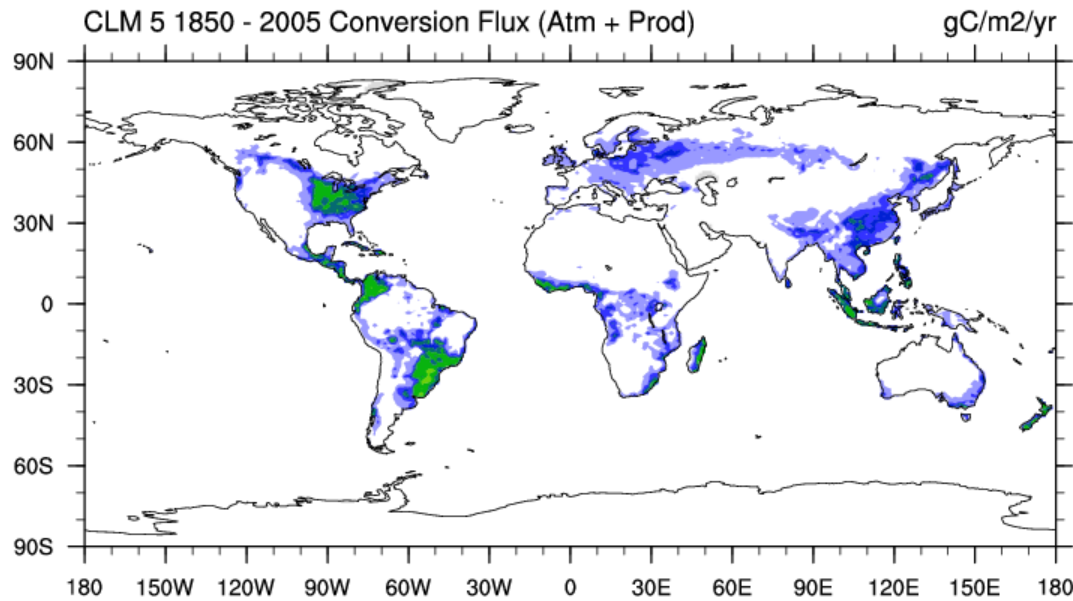 CLM 5 1850 - 2005 Conversion Flux (Atm + Prod) gC/m2/yr
90N
60N
30N
0
30S
60S
90S
180 150W 120W 90W 60W 30W 0 30E 60E 90E 120E 150E 180